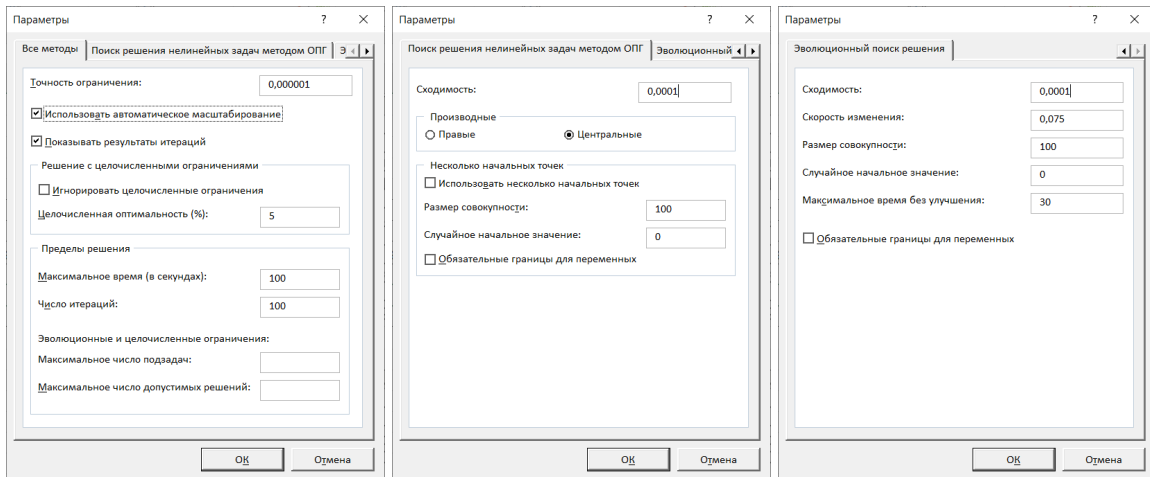 Параметры ?
Все методы Поиск решения нелинейных задач методом ОПГ Э
Точность ограничения: 0,000001
Использовать автоматическое масштабирование
Показывать результаты итераций
Решение с целочисленными ограничениями
Игнорировать целочисленные ограничения
Целочисленная оптимальность (%): 5
Пределы решения
Максимальное время (в секундах): 100
Число итераций: 100
Эволюционные и целочисленные ограничения:
Максимальное число подзадач:
Максимальное число допустимых решений:
ОК Отмена
Параметры ?
Поиск решения нелинейных задач методом ОПГ Эволюционный
Сходимость: 0,0001
Производные
Правые Центральные
Несколько начальных точек
Использовать несколько начальных точек
Размер совокупности: 100
Случайное начальное значение: 0
Обязательные границы для переменных
ОК Отмена
Параметры ?
Эволюционный поиск решения
Сходимость: 0,0001
Скорость изменения: 0,075
Размер совокупности: 100
Случайное начальное значение: 0
Максимальное время без улучшения: 30
Обязательные границы для переменных
ОК Отмена